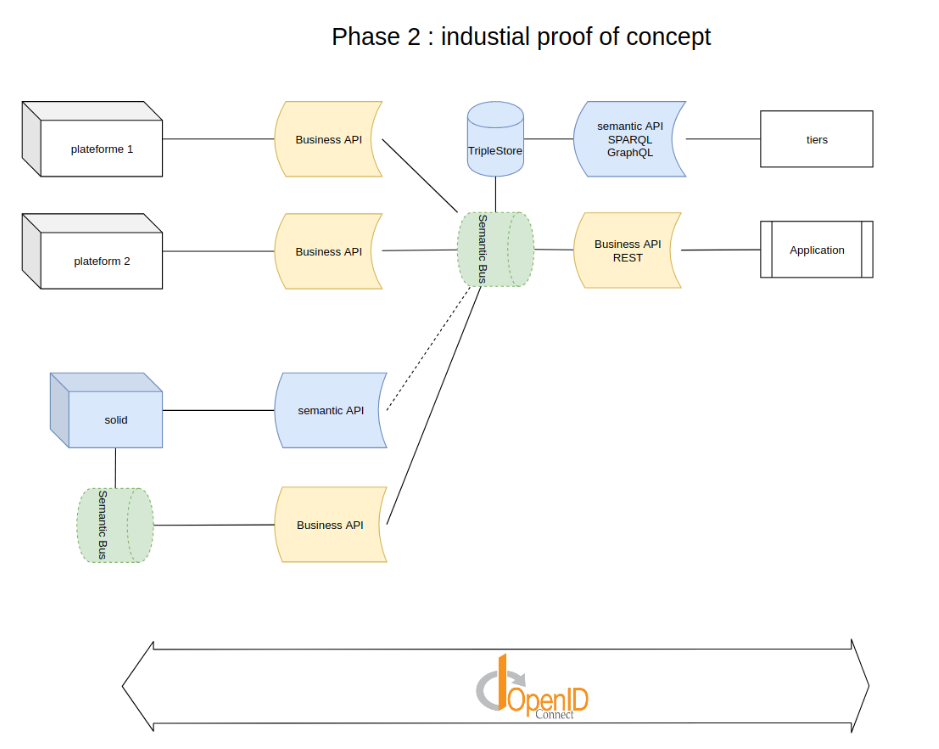 Phase 2 : industial proof of concept
plateforme 1
Business API
TripleStore
semantic API
SPARQL
GraphQL
tiers
plateform 2
Business API
Semantic Bus
Business API
REST
Application
solid
semantic API
Semantic Bus
Business API
OpenID
Connect